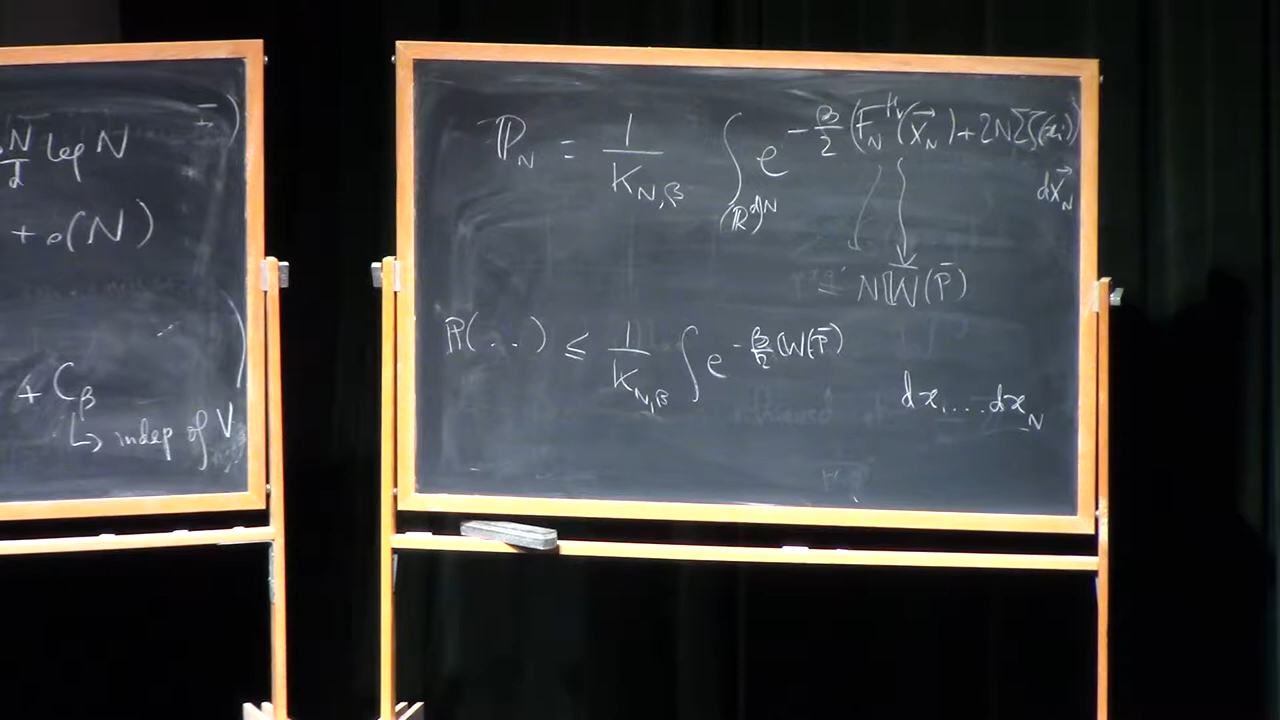 N/d log N
+ o(N)
+ C_β
↳ indep of V
ℙ_N = 1/K_{N,β} ∫_{(ℝ^d)^N} e^{-β/2 (F_N^{μ_V}(X⃗_N) + 2N Σ ζ(x_i))} dX⃗_N
N 𝕎̄(P̄)
P(...) ≤ 1/K_{N,β} ∫ e^{-β/2 𝕎(P̄)} dx_1 .... dx_N